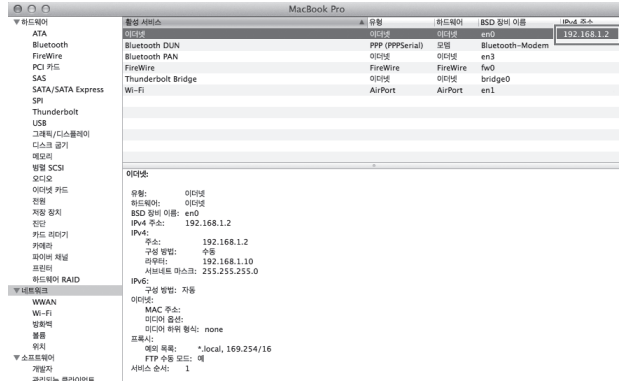 MacBook Pro
▼하드웨어
ATA
Bluetooth
FireWire
PCI 카드
SAS
SATA/SATA Express
SPI
Thunderbolt
USB
그래픽/디스플레이
디스크 굽기
메모리
병렬 SCSI
오디오
이더넷 카드
전원
저장 장치
진단
카드 리더기
카메라
파이버 채널
프린터
하드웨어 RAID
▼네트워크
WWAN
Wi-Fi
방화벽
볼륨
위치
▼소프트웨어
개발자
관리되는 클라이언트
활성 서비스 ▲ 유형 하드웨어 BSD 장비 이름 IPv4 주소
이더넷 이더넷 이더넷 en0 192.168.1.2
Bluetooth DUN PPP (PPPSerial) 모뎀 Bluetooth-Modem
Bluetooth PAN 이더넷 이더넷 en3
FireWire FireWire FireWire fw0
Thunderbolt Bridge 이더넷 이더넷 bridge0
Wi-Fi AirPort AirPort en1
이더넷:
유형: 이더넷
하드웨어: 이더넷
BSD 장비 이름: en0
IPv4 주소: 192.168.1.2
IPv4:
주소: 192.168.1.2
구성 방법: 수동
라우터: 192.168.1.10
서브네트 마스크: 255.255.255.0
IPv6:
구성 방법: 자동
이더넷:
MAC 주소:
미디어 옵션:
미디어 하위 형식: none
프록시:
예외 목록: *.local, 169.254/16
FTP 수동 모드: 예
서비스 순서: 1